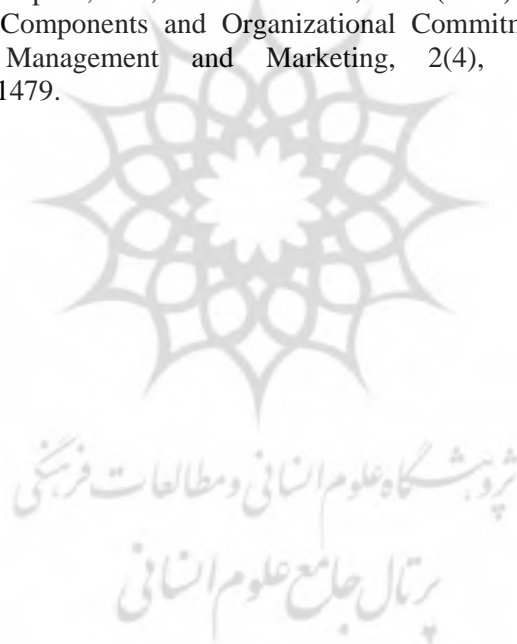 Components and Organizational Commitm
Management and Marketing, 2(4),
1479.
پژوهشگاه علوم انسانی و مطالعات فرهنگی
پرتال جامع علوم انسانی